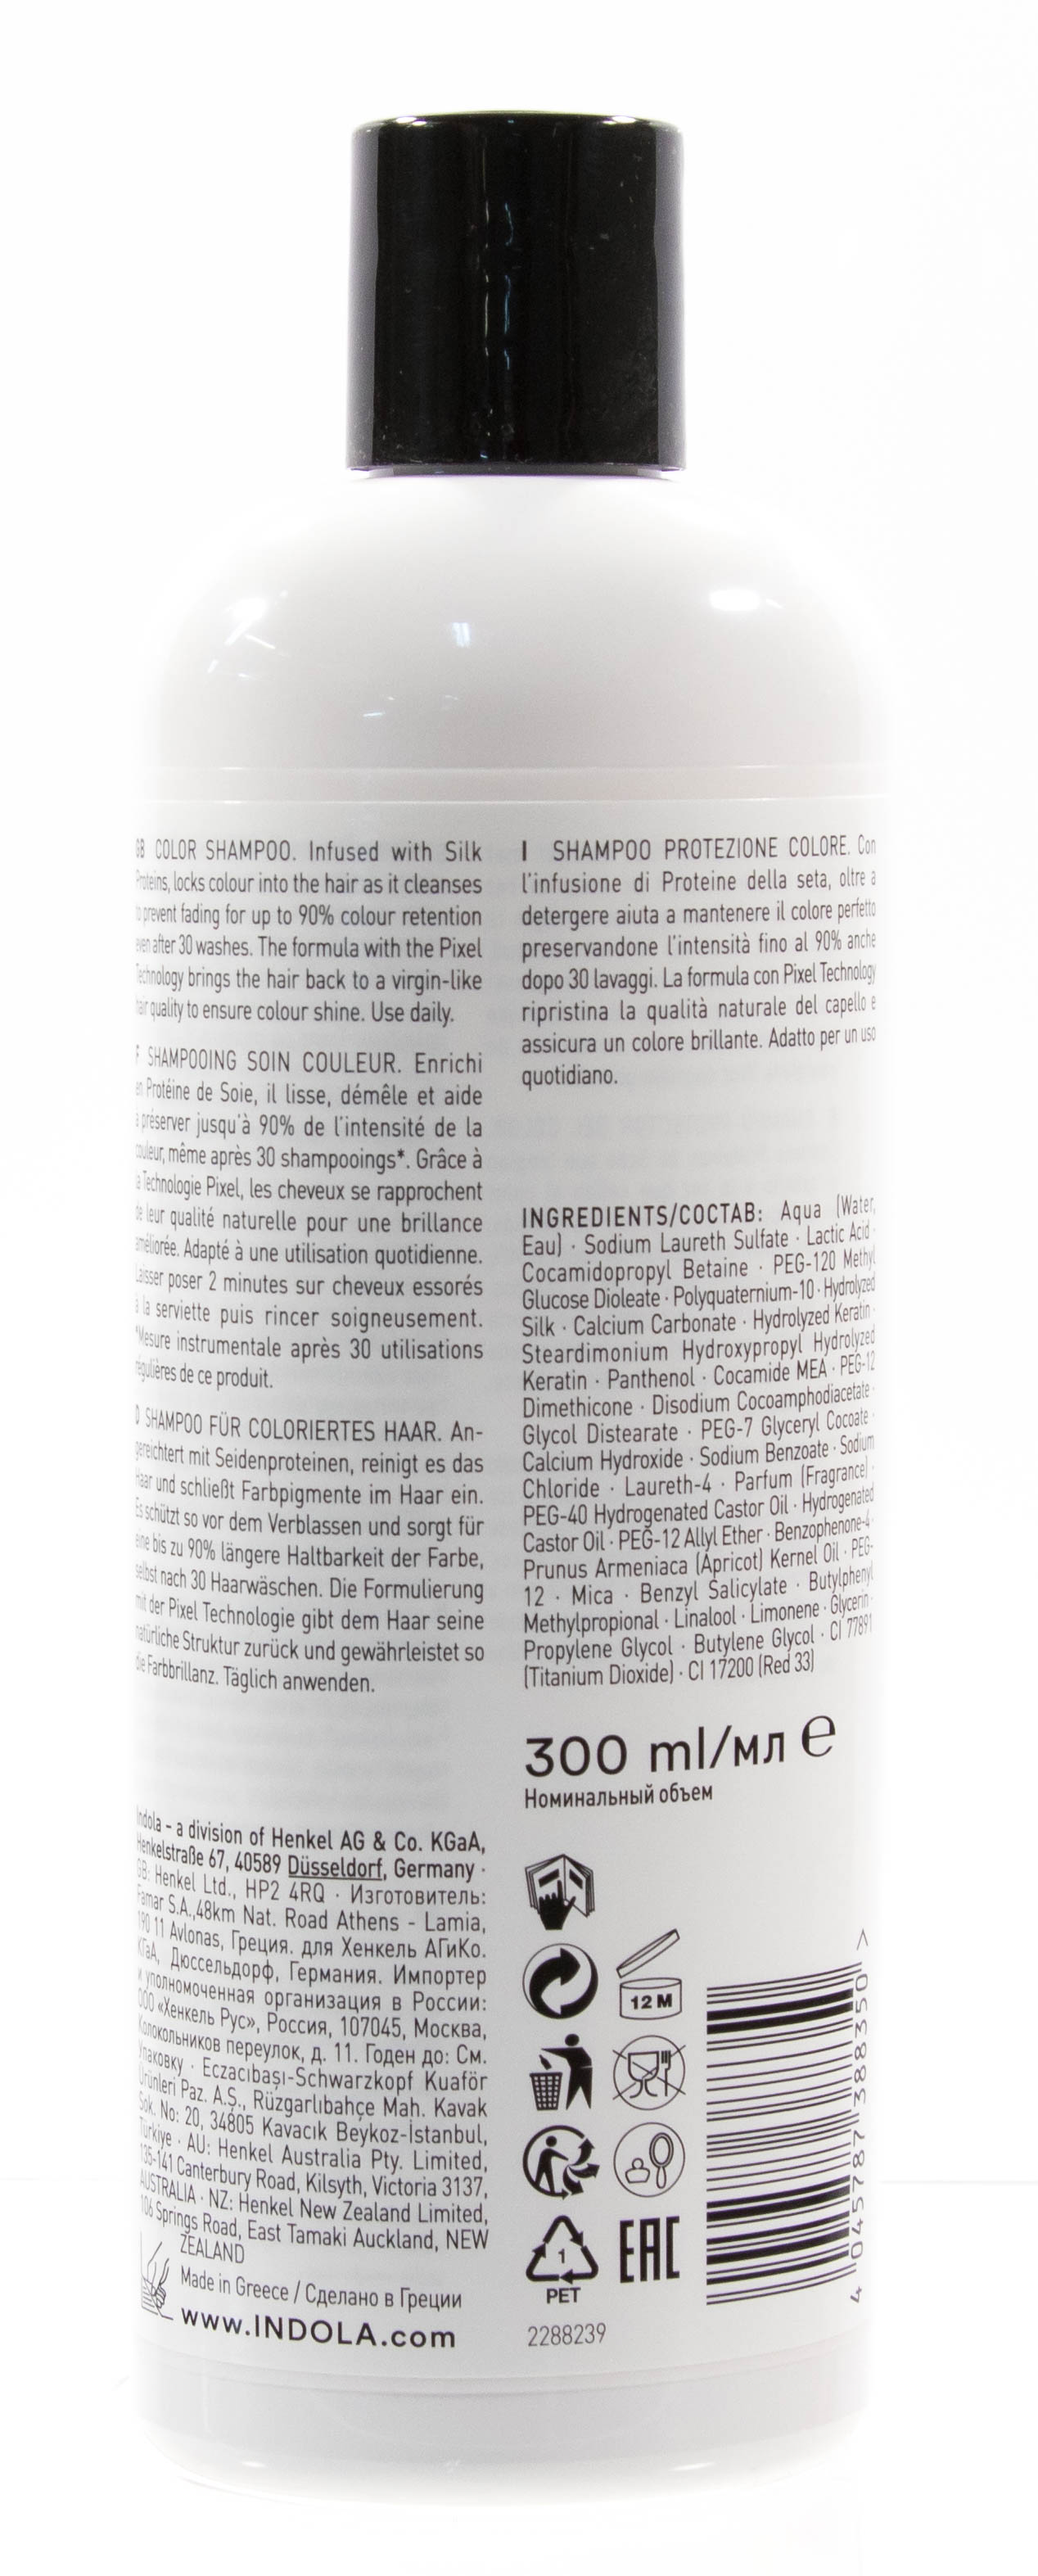 GB COLOR SHAMPOO. Infused with Silk
Proteins, locks colour into the hair as it cleanses
to prevent fading for up to 90% colour retention
even after 30 washes. The formula with the Pixel
Technology brings the hair back to a virgin-like
hair quality to ensure colour shine. Use daily.
F SHAMPOOING SOIN COULEUR. Enrichi
en Protéine de Soie, il lisse, démêle et aide
à préserver jusqu'à 90% de l'intensité de la
couleur, même après 30 shampooings*. Grâce à
la Technologie Pixel, les cheveux se rapprochent
de leur qualité naturelle pour une brillance
améliorée. Adapté à une utilisation quotidienne.
Laisser poser 2 minutes sur cheveux essorés
à la serviette puis rincer soigneusement.
*Mesure instrumentale après 30 utilisations
régulières de ce produit.
D SHAMPOO FÜR COLORIERTES HAAR. An-
gereichtert mit Seidenproteinen, reinigt es das
Haar und schließt Farbpigmente im Haar ein.
Es schützt so vor dem Verblassen und sorgt für
eine bis zu 90% längere Haltbarkeit der Farbe,
selbst nach 30 Haarwäschen. Die Formulierung
mit der Pixel Technologie gibt dem Haar seine
natürliche Struktur zurück und gewährleistet so
die Farbbrillanz. Täglich anwenden.
Indola – a division of Henkel AG & Co. KGaA,
Henkelstraße 67, 40589 Düsseldorf, Germany ·
GB: Henkel Ltd., HP2 4RQ · Изготовитель:
Famar S.A.,48km Nat. Road Athens - Lamia,
190 11 Avlonas, Греция. для Хенкель АГиКо.
КГаА, Дюссельдорф, Германия. Импортер
и уполномоченная организация в России:
ООО «Хенкель Рус», Россия, 107045, Москва,
Колокольников переулок, д. 11. Годен до: См.
Упаковку · Eczacıbaşı-Schwarzkopf Kuaför
Ürünleri Paz. A.Ş., Rüzgarlıbahçe Mah. Kavak
Sok. No: 20, 34805 Kavacık Beykoz-İstanbul,
Türkiye · AU: Henkel Australia Pty. Limited,
135-141 Canterbury Road, Kilsyth, Victoria 3137,
AUSTRALIA · NZ: Henkel New Zealand Limited,
106 Springs Road, East Tamaki Auckland, NEW
ZEALAND
Made in Greece / Сделано в Греции
www.INDOLA.com
I SHAMPOO PROTEZIONE COLORE. Con
l'infusione di Proteine della seta, oltre a
detergere aiuta a mantenere il colore perfetto
preservandone l'intensità fino al 90% anche
dopo 30 lavaggi. La formula con Pixel Technology
ripristina la qualità naturale del capello e
assicura un colore brillante. Adatto per un uso
quotidiano.
INGREDIENTS/СОСТАВ: Aqua (Water,
Eau) · Sodium Laureth Sulfate · Lactic Acid ·
Cocamidopropyl Betaine · PEG-120 Methyl
Glucose Dioleate · Polyquaternium-10 · Hydrolyzed
Silk · Calcium Carbonate · Hydrolyzed Keratin ·
Steardimonium Hydroxypropyl Hydrolyzed
Keratin · Panthenol · Cocamide MEA · PEG-12
Dimethicone · Disodium Cocoamphodiacetate ·
Glycol Distearate · PEG-7 Glyceryl Cocoate ·
Calcium Hydroxide · Sodium Benzoate · Sodium
Chloride · Laureth-4 · Parfum (Fragrance) ·
PEG-40 Hydrogenated Castor Oil · Hydrogenated
Castor Oil · PEG-12 Allyl Ether · Benzophenone-4 ·
Prunus Armeniaca (Apricot) Kernel Oil · PEG-
12 · Mica · Benzyl Salicylate · Butylphenyl
Methylpropional · Linalool · Limonene · Glycerin ·
Propylene Glycol · Butylene Glycol · CI 77891
(Titanium Dioxide) · CI 17200 (Red 33)
300 ml/мл e
Номинальный объем
12 M
1
PET
EAC
2288239
4 045787 388350 >